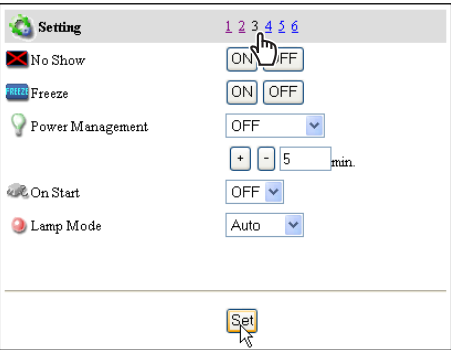 Setting 1 2 3 4 5 6
No Show ON OFF
FREEZE Freeze ON OFF
Power Management OFF
+ - 5 min.
On Start OFF
Lamp Mode Auto
Set